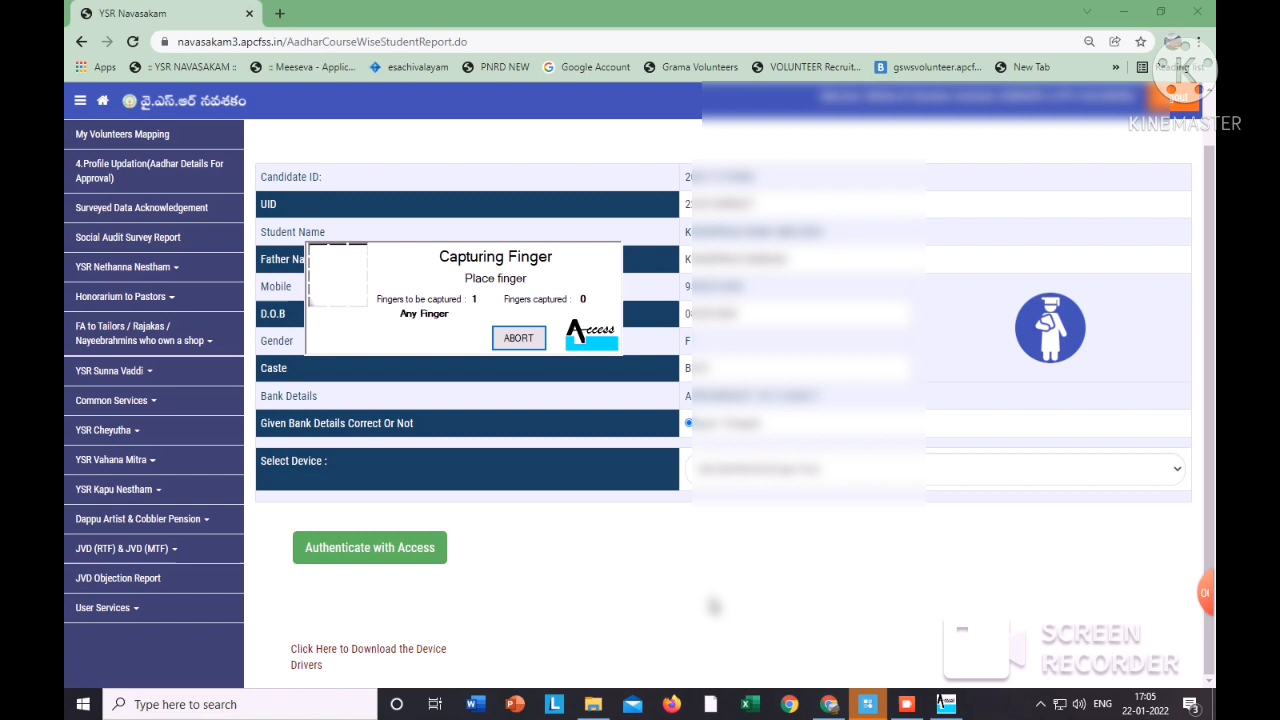 YSR Navasakam
navasakam3.apcfss.in/AadharCourseWiseStudentReport.do
Apps
:: YSR NAVASAKAM ::
:: Meeseva - Applic...
esachivalayam
PNRD NEW
Google Account
Grama Volunteers
VOLUNTEER Recruit...
gswsvolunteer.apcf...
New Tab
»
Reading list
వై.ఎస్.ఆర్ నవశకం
K
KINEMASTER
My Volunteers Mapping
4.Profile Updation(Aadhar Details For
Approval)
Surveyed Data Acknowledgement
Social Audit Survey Report
YSR Nethanna Nestham
Honorarium to Pastors
FA to Tailors / Rajakas /
Nayeebrahmins who own a shop
YSR Sunna Vaddi
Common Services
YSR Cheyutha
YSR Vahana Mitra
YSR Kapu Nestham
Dappu Artist & Cobbler Pension
JVD (RTF) & JVD (MTF)
JVD Objection Report
User Services
Candidate ID:
UID
Student Name
Father Na
Mobile
D.O.B
Gender
Caste
Bank Details
Given Bank Details Correct Or Not
Select Device :
Capturing Finger
Place finger
Fingers to be captured : 1 Fingers captured : 0
Any Finger
ABORT
Access
Authenticate with Access
Click Here to Download the Device
Drivers
SCREEN
RECORDER
Type here to search
ENG
17:05
22-01-2022